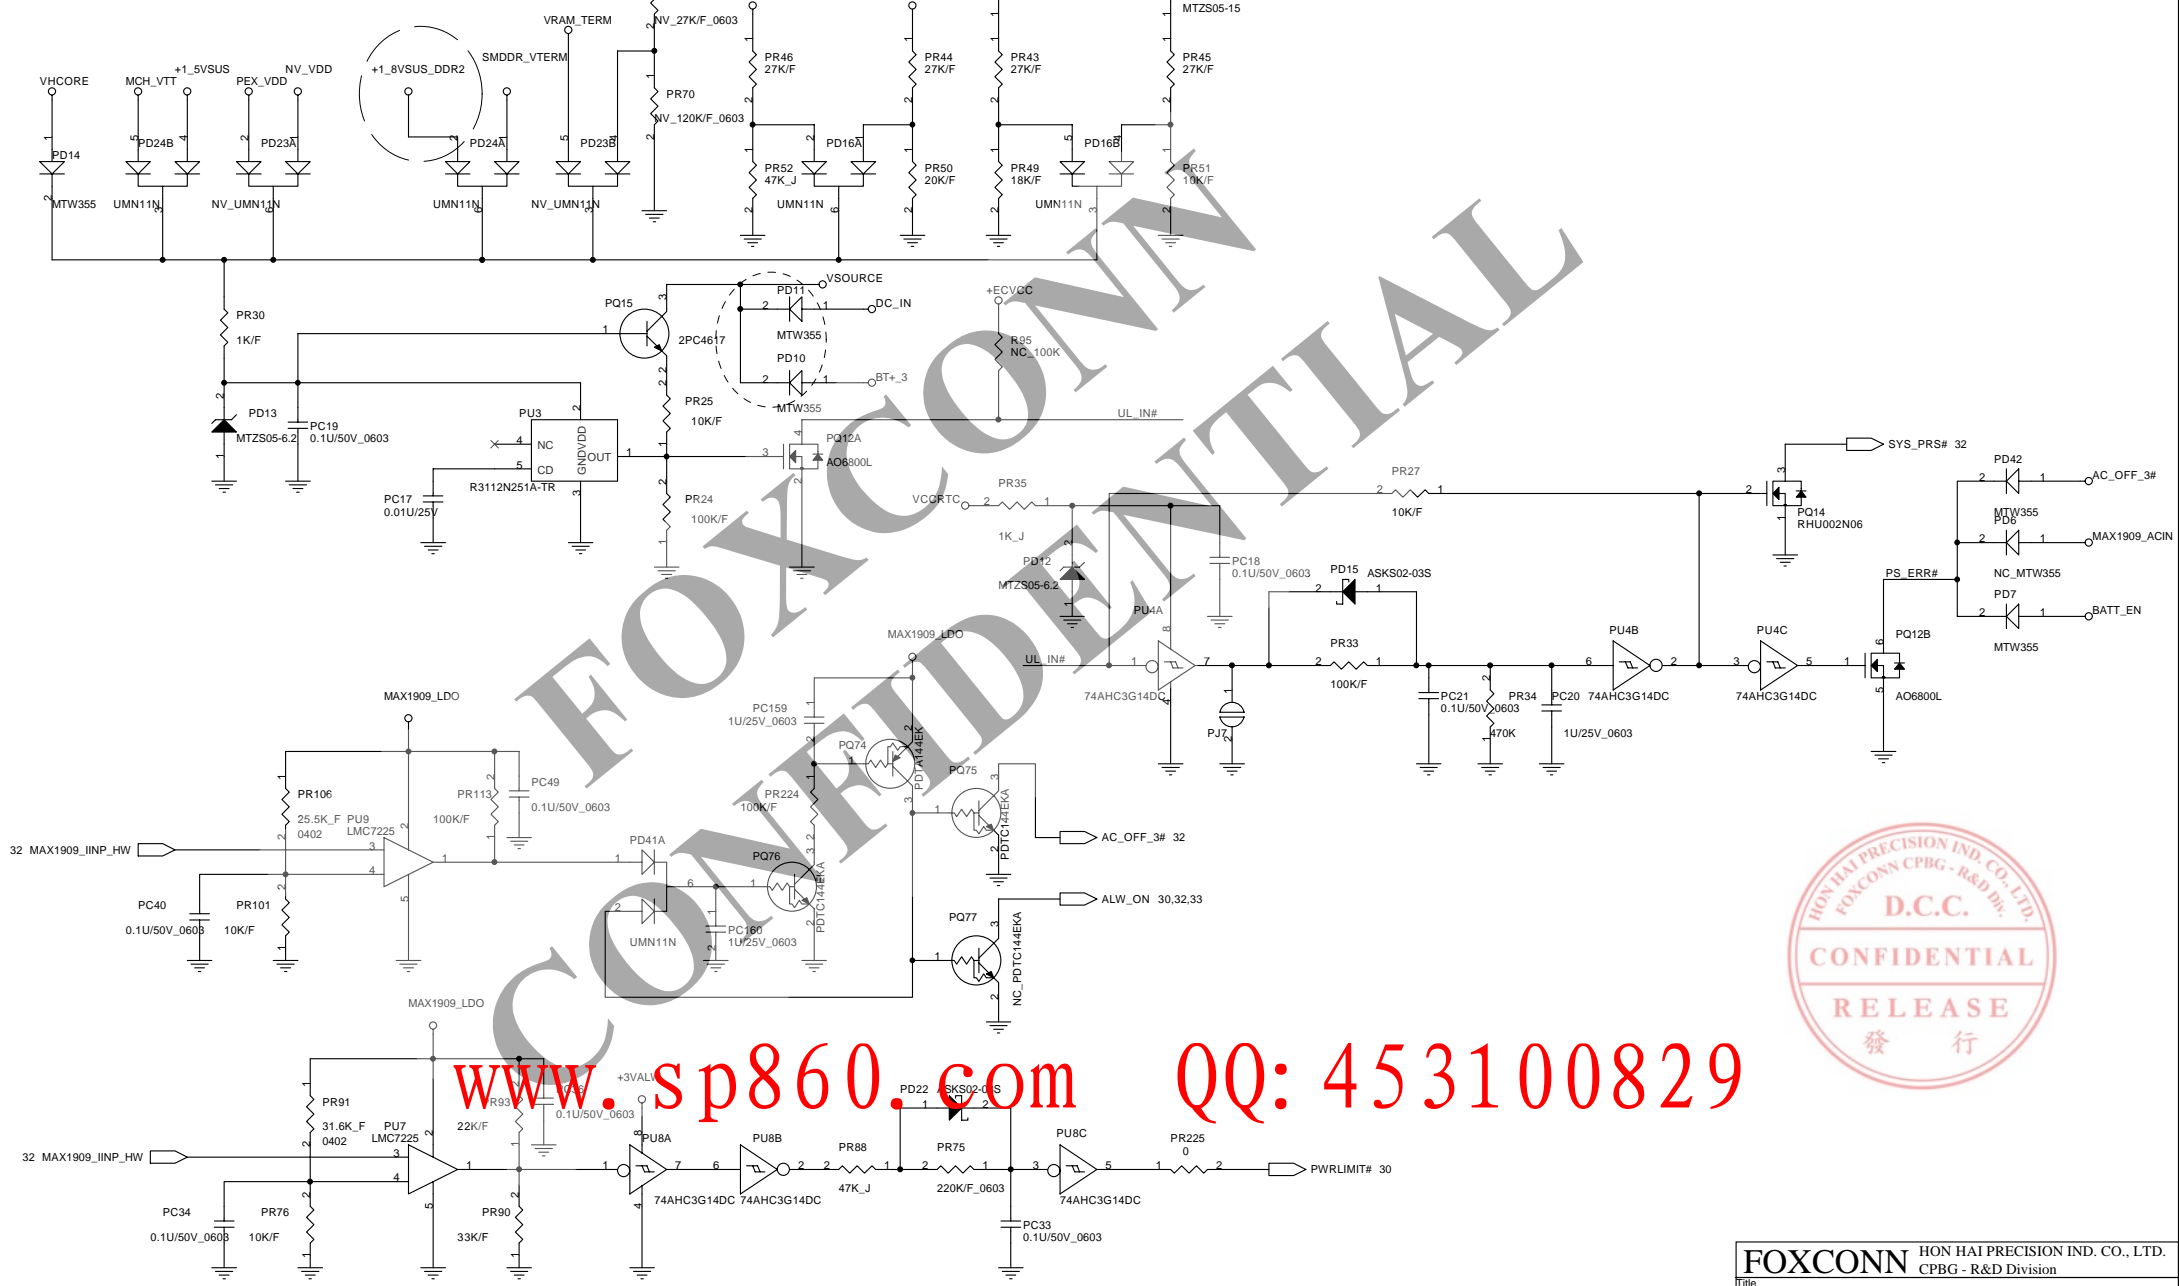 NV_27K/F_0603
MTZS05-15
VRAM_TERM
SMDDR_VTERM
VHCORE
MCH_VTT
+1_5VSUS
PEX_VDD
NV_VDD
+1_8VSUS_DDR2
PR46
27K/F
PR44
27K/F
PR43
27K/F
PR45
27K/F
PR70
NV_120K/F_0603
PD14
PD24B
PD23A
PD24A
PD23B
PD16A
PD16B
PR52
47K_J
PR50
20K/F
PR49
18K/F
PR51
10K/F
MTW355
UMN11N
NV_UMN11N
UMN11N
NV_UMN11N
UMN11N
UMN11N
PR30
1K/F
PQ15
2PC4617
VSOURCE
PD11
DC_IN
MTW355
PD10
BT+_3
MTW355
+ECVCC
R95
NC_100K
UL_IN#
PR25
10K/F
PD13
MTZS05-6.2
PC19
0.1U/50V_0603
PU3
NC
CD
GNDVDD
OUT
R3112N251A-TR
PC17
0.01U/25V
PQ12A
AO6800L
PR24
100K/F
VCCRTC
PR35
1K_J
PD12
MTZS05-6.2
PC18
0.1U/50V_0603
PR27
10K/F
SYS_PRS# 32
PQ14
RHU002N06
PD42
AC_OFF_3#
MTW355
PD6
MAX1909_ACIN
NC_MTW355
PS_ERR#
PD7
BATT_EN
MTW355
PD15
ASKS02-03S
PU4A
UL_IN#
74AHC3G14DC
PR33
100K/F
PJ7
PC21
0.1U/50V_0603
PR34
470K
PC20
1U/25V_0603
PU4B
74AHC3G14DC
PU4C
74AHC3G14DC
PQ12B
AO6800L
MAX1909_LDO
PC159
1U/25V_0603
PQ74
PDTA144EK
PQ75
PDTC144EKA
PR224
100K/F
AC_OFF_3# 32
MAX1909_LDO
PR106
25.5K_F
0402
PU9
LMC7225
PR113
100K/F
PC49
0.1U/50V_0603
32 MAX1909_IINP_HW
PC40
0.1U/50V_0603
PR101
10K/F
PD41A
UMN11N
PQ76
PDTC144EKA
PC160
1U/25V_0603
PQ77
NC_PDTC144EKA
ALW_ON 30,32,33
MAX1909_LDO
PR91
31.6K_F
0402
PU7
LMC7225
PR93
22K/F
0.1U/50V_0603
32 MAX1909_IINP_HW
PC34
0.1U/50V_0603
PR76
10K/F
PR90
33K/F
PU8A
74AHC3G14DC
PU8B
74AHC3G14DC
PR88
47K_J
PD22
ASKS02-03S
PR75
220K/F_0603
PC33
0.1U/50V_0603
PU8C
74AHC3G14DC
PR225
0
PWRLIMIT# 30
FOXCONN
CONFIDENTIAL
www.sp860.com QQ:453100829
HON HAI PRECISION IND. CO., LTD.
FOXCONN CPBG - R&D Div.
D.C.C.
CONFIDENTIAL
RELEASE
發 行
FOXCONN
HON HAI PRECISION IND. CO., LTD.
CPBG - R&D Division
Title